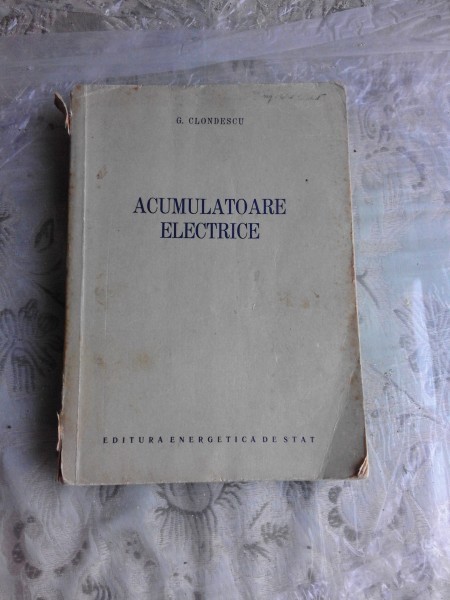 G. CLONDESCU
ACUMULATOARE
ELECTRICE
EDITURA ENERGETICA DE STAT